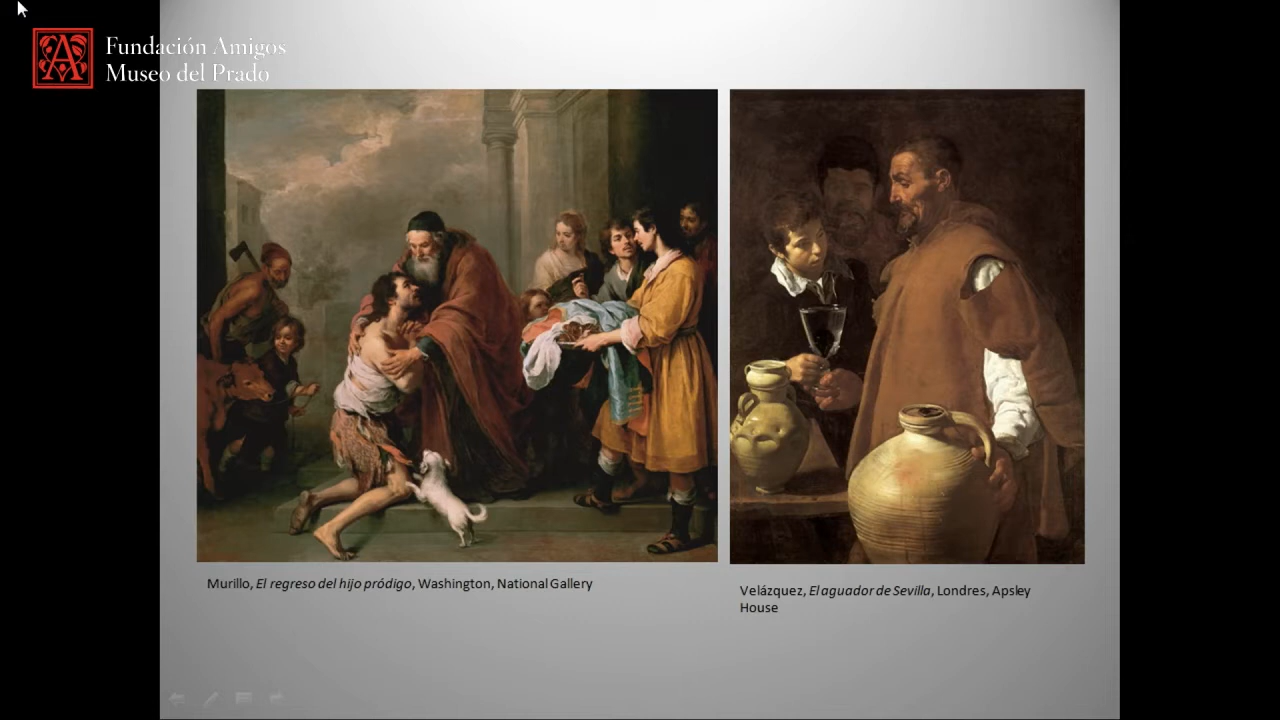 Fundación Amigos
Museo del Prado
Murillo, El regreso del hijo pródigo, Washington, National Gallery
Velázquez, El aguador de Sevilla, Londres, Apsley
House